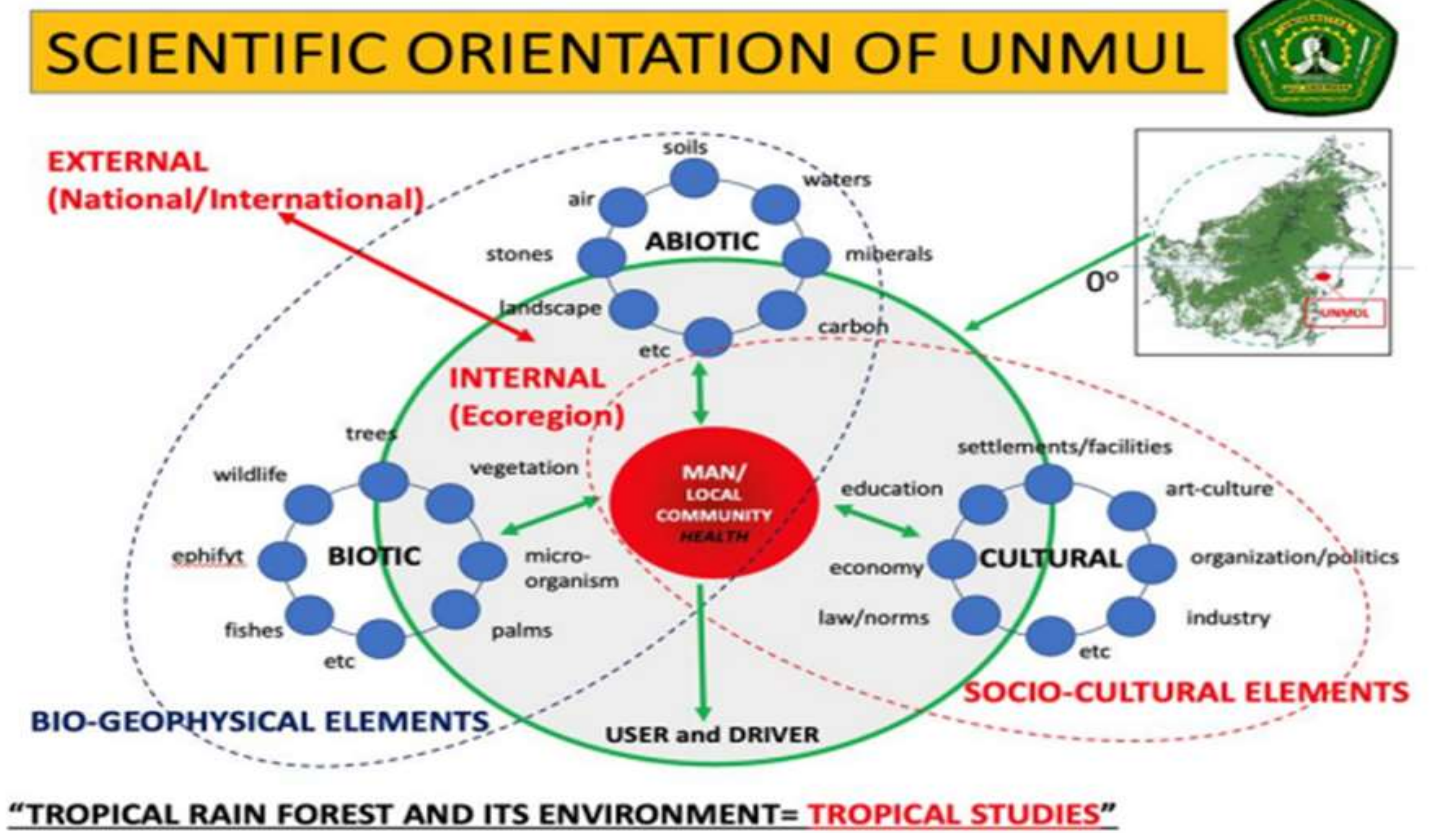 SCIENTIFIC ORIENTATION OF UNMUL
EXTERNAL
(National/International)
soils
air
waters
ABIOTIC
stones
minerals
landscape
carbon
etc
0°
UNMUL
INTERNAL
(Ecoregion)
trees
wildlife
vegetation
BIOTIC
ephifyt
micro-
organism
fishes
palms
etc
MAN/
LOCAL
COMMUNITY
HEALTH
settlements/facilities
education
art-culture
CULTURAL
organization/politics
economy
law/norms
industry
etc
SOCIO-CULTURAL ELEMENTS
BIO-GEOPHYSICAL ELEMENTS
USER and DRIVER
“TROPICAL RAIN FOREST AND ITS ENVIRONMENT= TROPICAL STUDIES”